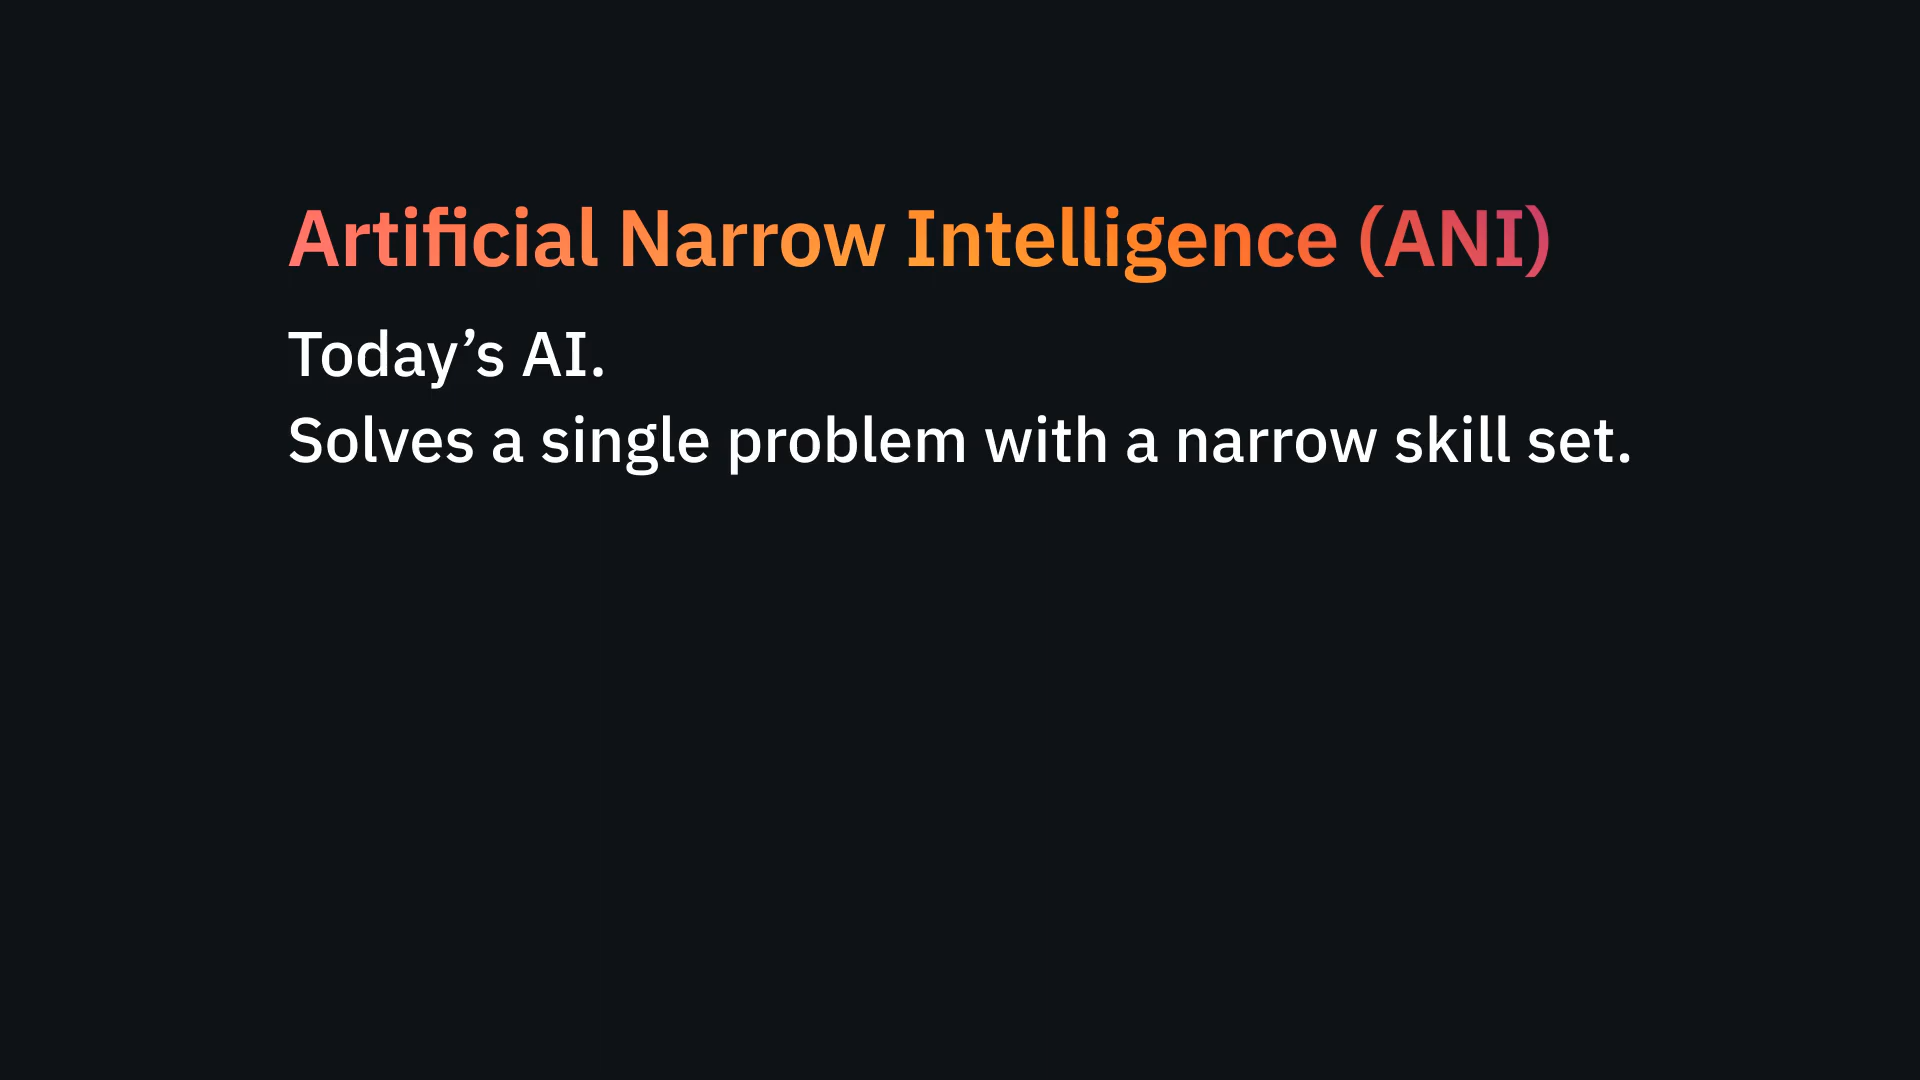 Artificial Narrow Intelligence (ANI)
Today’s AI.
Solves a single problem with a narrow skill set.